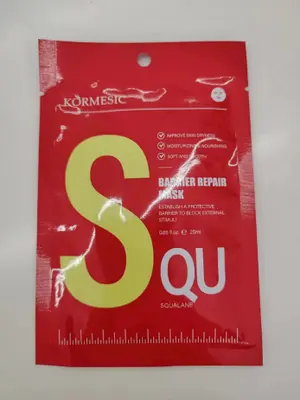 KORMESIC
IMPROVE SKIN DRYNESS
MOISTURIZING & NOURISHING
SOFT AND SMOOTH
BARRIER REPAIR
MASK
ESTABLISH A PROTECTIVE
BARRIER TO BLOCK EXTERNAL
STIMULI
25ml
S
QU
SQUALANE